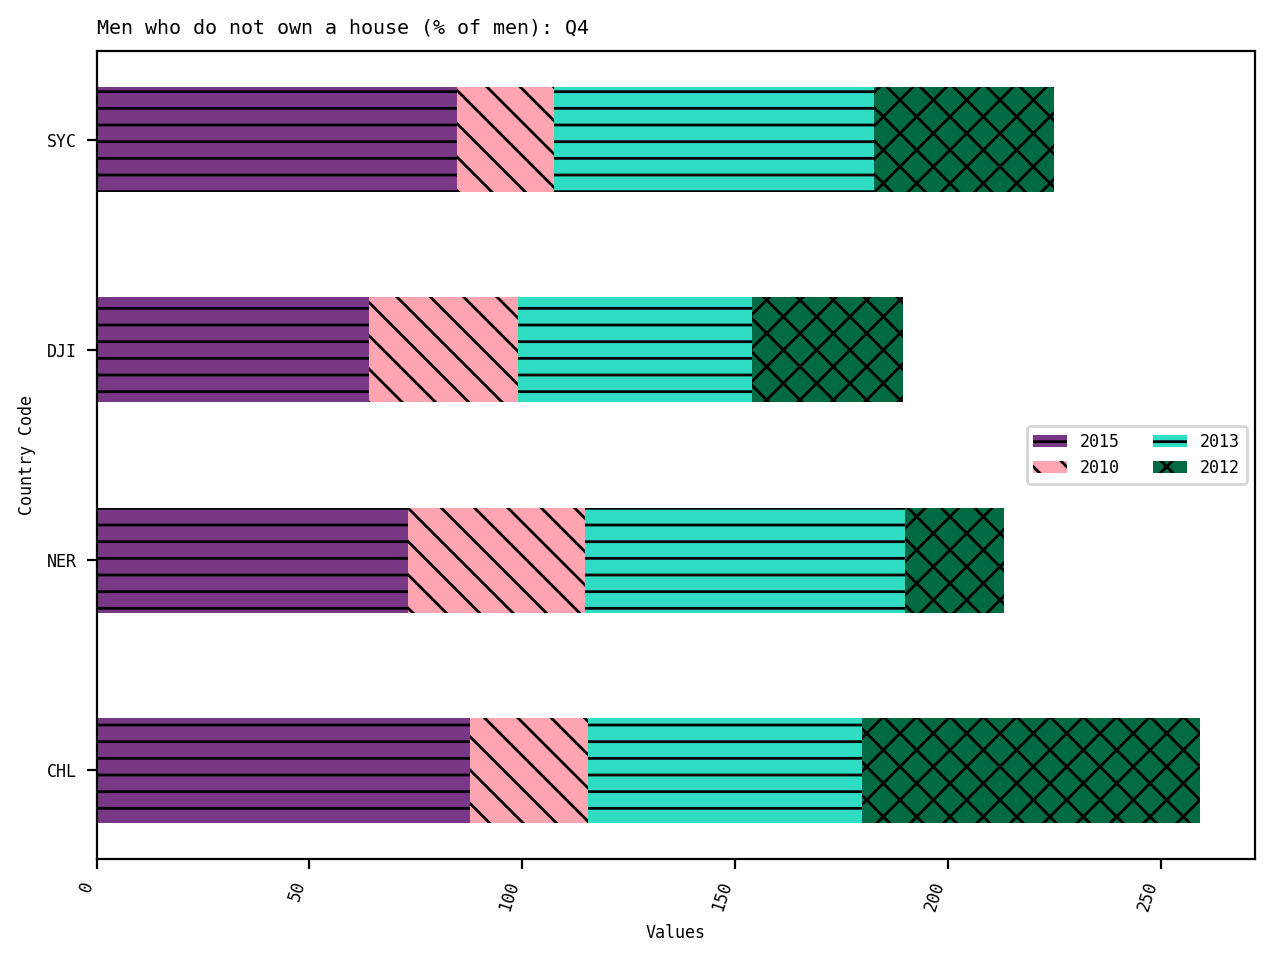 Men who do not own a house (% of men): Q4
SYC
DJI
NER
CHL
Country Code
2015
2010
2013
2012
0
50
100
150
200
250
Values